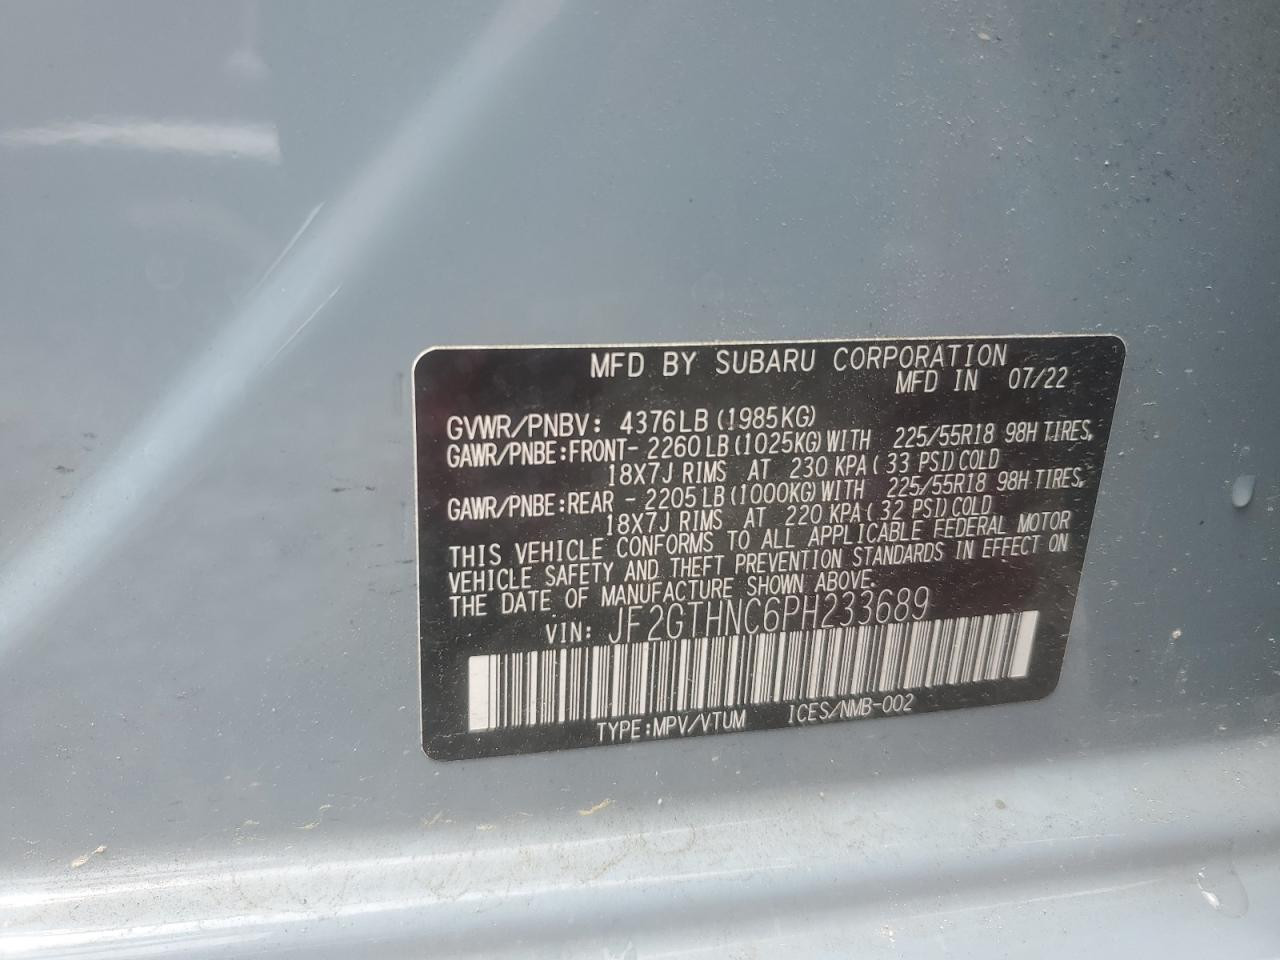 MFD BY SUBARU CORPORATION
MFD IN 07/22
GVWR/PNBV: 4376LB (1985KG)
GAWR/PNBE:FRONT- 2260 LB (1025KG) WITH 225/55R18 98H TIRES,
18X7J RIMS AT 230 KPA ( 33 PSI) COLD
GAWR/PNBE:REAR - 2205 LB (1000KG) WITH 225/55R18 98H TIRES,
18X7J RIMS AT 220 KPA ( 32 PSI) COLD
THIS VEHICLE CONFORMS TO ALL APPLICABLE FEDERAL MOTOR
VEHICLE SAFETY AND THEFT PREVENTION STANDARDS IN EFFECT ON
THE DATE OF MANUFACTURE SHOWN ABOVE.
VIN: JF2GTHNC6PH233689
TYPE:MPV/VTUM ICES/NMB-002